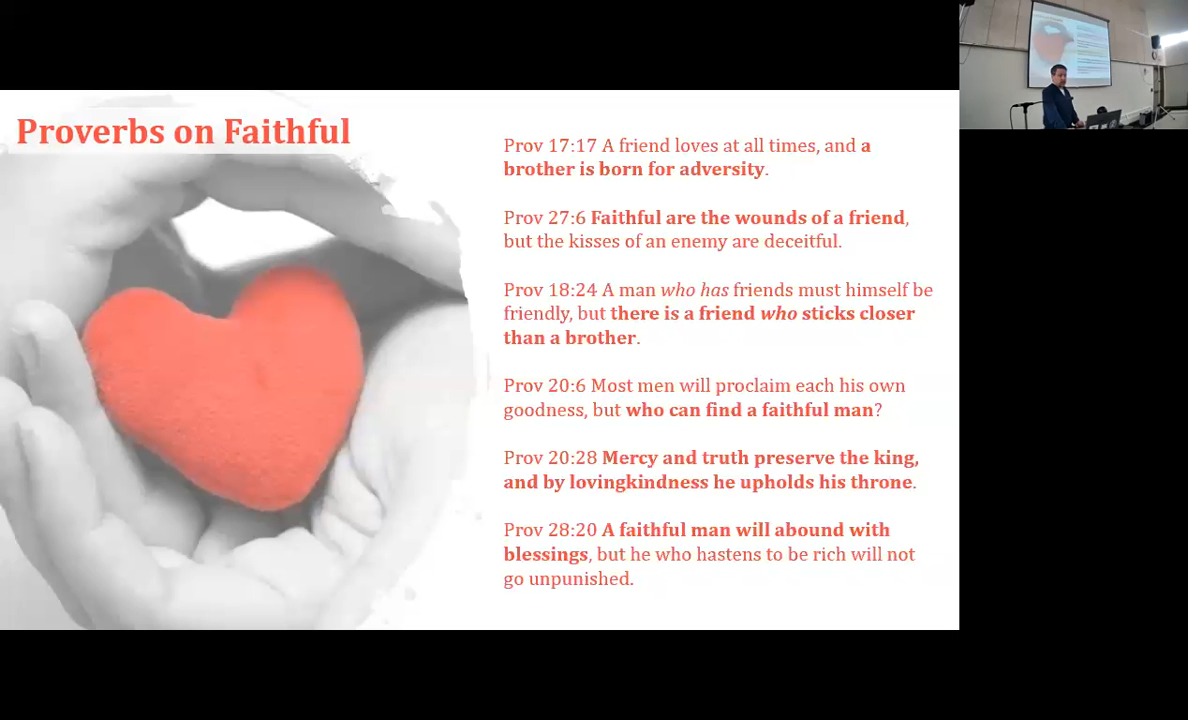 Proverbs on Faithful
Prov 17:17 A friend loves at all times, and a
brother is born for adversity.
Prov 27:6 Faithful are the wounds of a friend,
but the kisses of an enemy are deceitful.
Prov 18:24 A man who has friends must himself be
friendly, but there is a friend who sticks closer
than a brother.
Prov 20:6 Most men will proclaim each his own
goodness, but who can find a faithful man?
Prov 20:28 Mercy and truth preserve the king,
and by lovingkindness he upholds his throne.
Prov 28:20 A faithful man will abound with
blessings, but he who hastens to be rich will not
go unpunished.